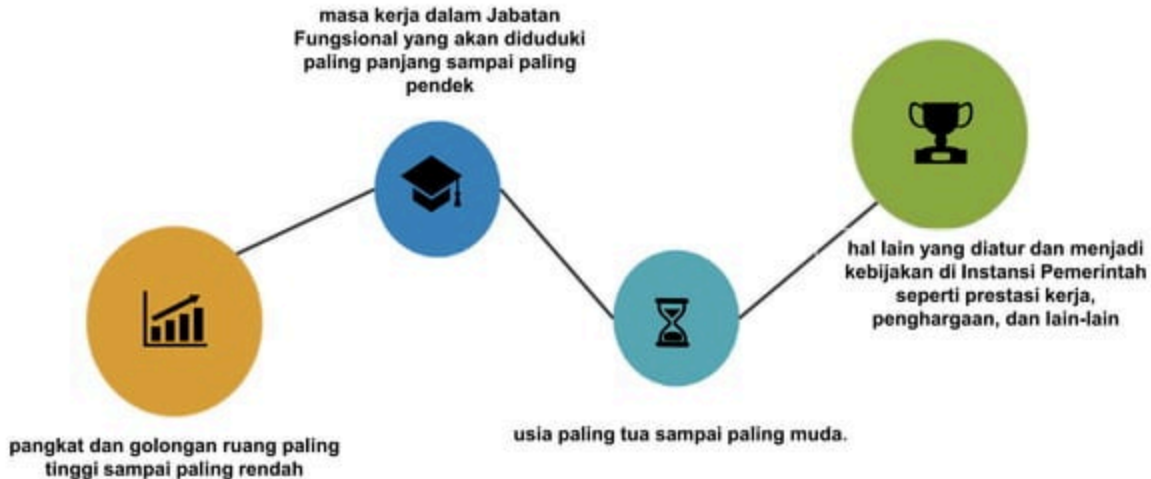 masa kerja dalam Jabatan
Fungsional yang akan diduduki
paling panjang sampai paling
pendek
hal lain yang diatur dan menjadi
kebijakan di Instansi Pemerintah
seperti prestasi kerja,
penghargaan, dan lain-lain
pangkat dan golongan ruang paling
tinggi sampai paling rendah
usia paling tua sampai paling muda.